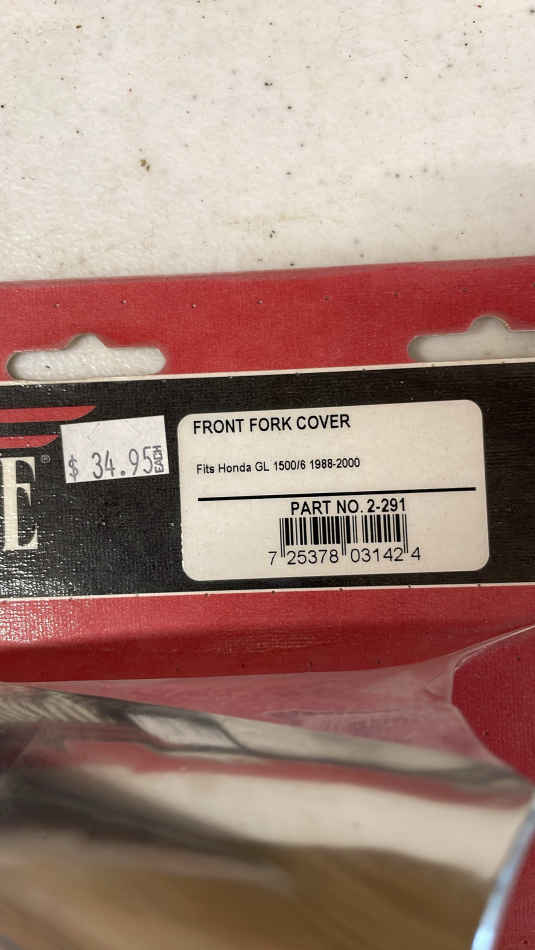 FRONT FORK COVER
$ 34.95 EACH
Fits Honda GL 1500/6 1988-2000
E®
PART NO. 2-291
7 25378 03142 4